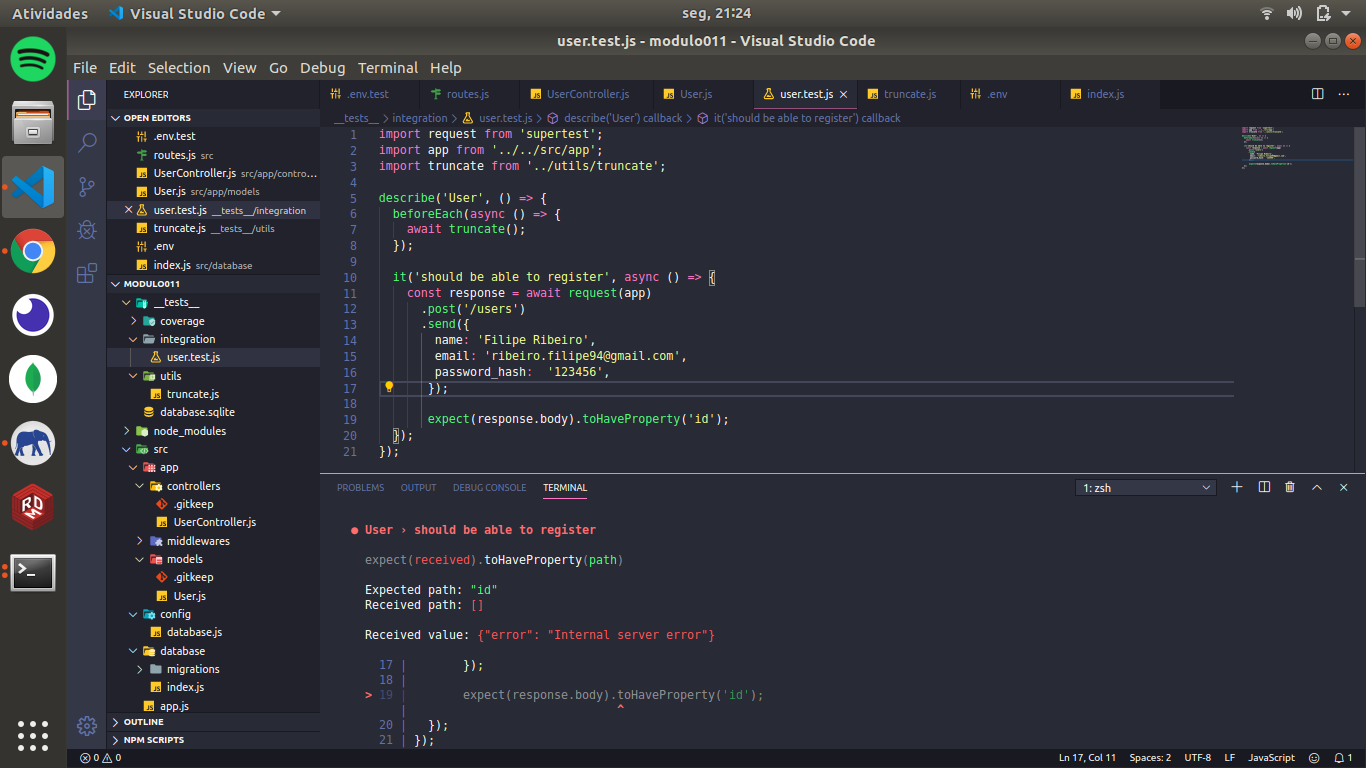 Atividades
Visual Studio Code
seg, 21:24
user.test.js - modulo011 - Visual Studio Code
File Edit Selection View Go Debug Terminal Help
EXPLORER
OPEN EDITORS
.env.test
routes.js src
UserController.js src/app/contro...
User.js src/app/models
user.test.js __tests__/integration
truncate.js __tests__/utils
.env
index.js src/database
MODULO011
__tests__
coverage
integration
user.test.js
utils
truncate.js
database.sqlite
node_modules
src
app
controllers
.gitkeep
UserController.js
middlewares
models
.gitkeep
User.js
config
database.js
database
migrations
index.js
app.js
OUTLINE
NPM SCRIPTS
.env.test routes.js UserController.js User.js user.test.js truncate.js .env index.js
__tests__ > integration > user.test.js > describe('User') callback > it('should be able to register') callback
1 import request from 'supertest';
2 import app from '../../src/app';
3 import truncate from '../utils/truncate';
4
5 describe('User', () => {
6 beforeEach(async () => {
7 await truncate();
8 });
9
10 it('should be able to register', async () => {
11 const response = await request(app)
12 .post('/users')
13 .send({
14 name: 'Filipe Ribeiro',
15 email: 'ribeiro.filipe94@gmail.com',
16 password_hash: '123456',
17 });
18
19 expect(response.body).toHaveProperty('id');
20 });
21 });
PROBLEMS OUTPUT DEBUG CONSOLE TERMINAL
1: zsh
● User › should be able to register
expect(received).toHaveProperty(path)
Expected path: "id"
Received path: []
Received value: {"error": "Internal server error"}
17 | });
18 |
> 19 | expect(response.body).toHaveProperty('id');
| ^
20 | });
21 | });
0 0
Ln 17, Col 11 Spaces: 2 UTF-8 LF JavaScript 1